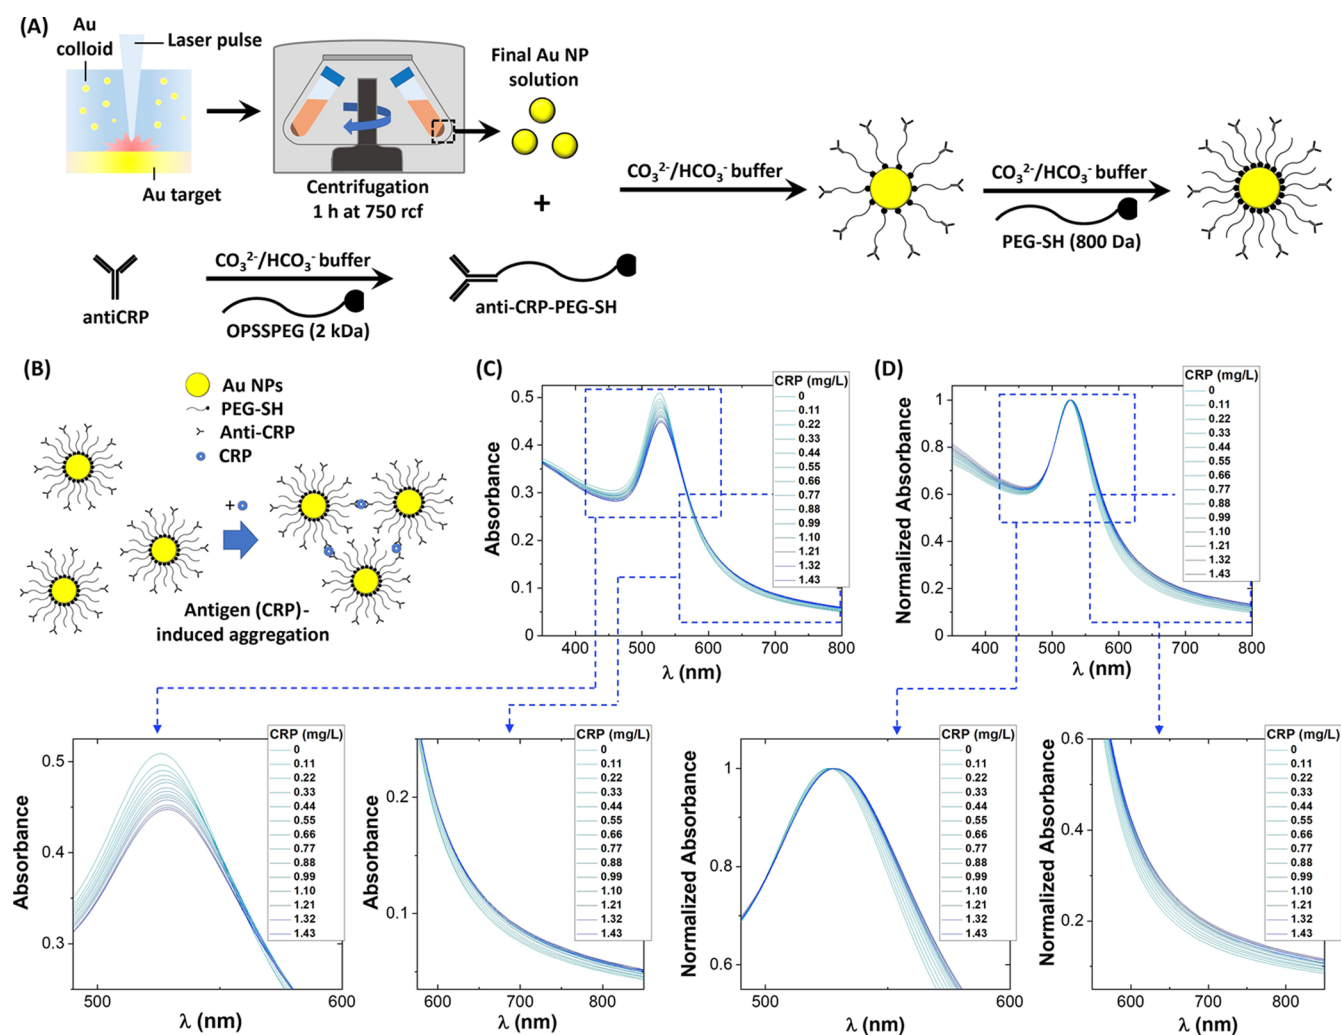 (A)
Au
colloid
Laser pulse
Au target
Centrifugation
1 h at 750 rcf
Final Au NP
solution
+
CO₃²⁻/HCO₃⁻ buffer
CO₃²⁻/HCO₃⁻ buffer
PEG-SH (800 Da)
antiCRP
CO₃²⁻/HCO₃⁻ buffer
OPSSPEG (2 kDa)
anti-CRP-PEG-SH
(B)
Au NPs
PEG-SH
Anti-CRP
CRP
+
Antigen (CRP)-
induced aggregation
(C)
Absorbance
0.5
0.4
0.3
0.2
0.1
0
400 500 600 700 800
λ (nm)
CRP (mg/L)
0
0.11
0.22
0.33
0.44
0.55
0.66
0.77
0.88
0.99
1.10
1.21
1.32
1.43
(D)
Normalized Absorbance
1
0.8
0.6
0.4
0.2
0
400 500 600 700 800
λ (nm)
CRP (mg/L)
0
0.11
0.22
0.33
0.44
0.55
0.66
0.77
0.88
0.99
1.10
1.21
1.32
1.43
Absorbance
0.5
0.4
0.3
500 600
λ (nm)
CRP (mg/L)
0
0.11
0.22
0.33
0.44
0.55
0.66
0.77
0.88
0.99
1.10
1.21
1.32
1.43
Absorbance
0.2
0.1
600 700 800
λ (nm)
CRP (mg/L)
0
0.11
0.22
0.33
0.44
0.55
0.66
0.77
0.88
0.99
1.10
1.21
1.32
1.43
Normalized Absorbance
1
0.8
0.6
500 600
λ (nm)
CRP (mg/L)
0
0.11
0.22
0.33
0.44
0.55
0.66
0.77
0.88
0.99
1.10
1.21
1.32
1.43
Normalized Absorbance
0.6
0.4
0.2
600 700 800
λ (nm)
CRP (mg/L)
0
0.11
0.22
0.33
0.44
0.55
0.66
0.77
0.88
0.99
1.10
1.21
1.32
1.43